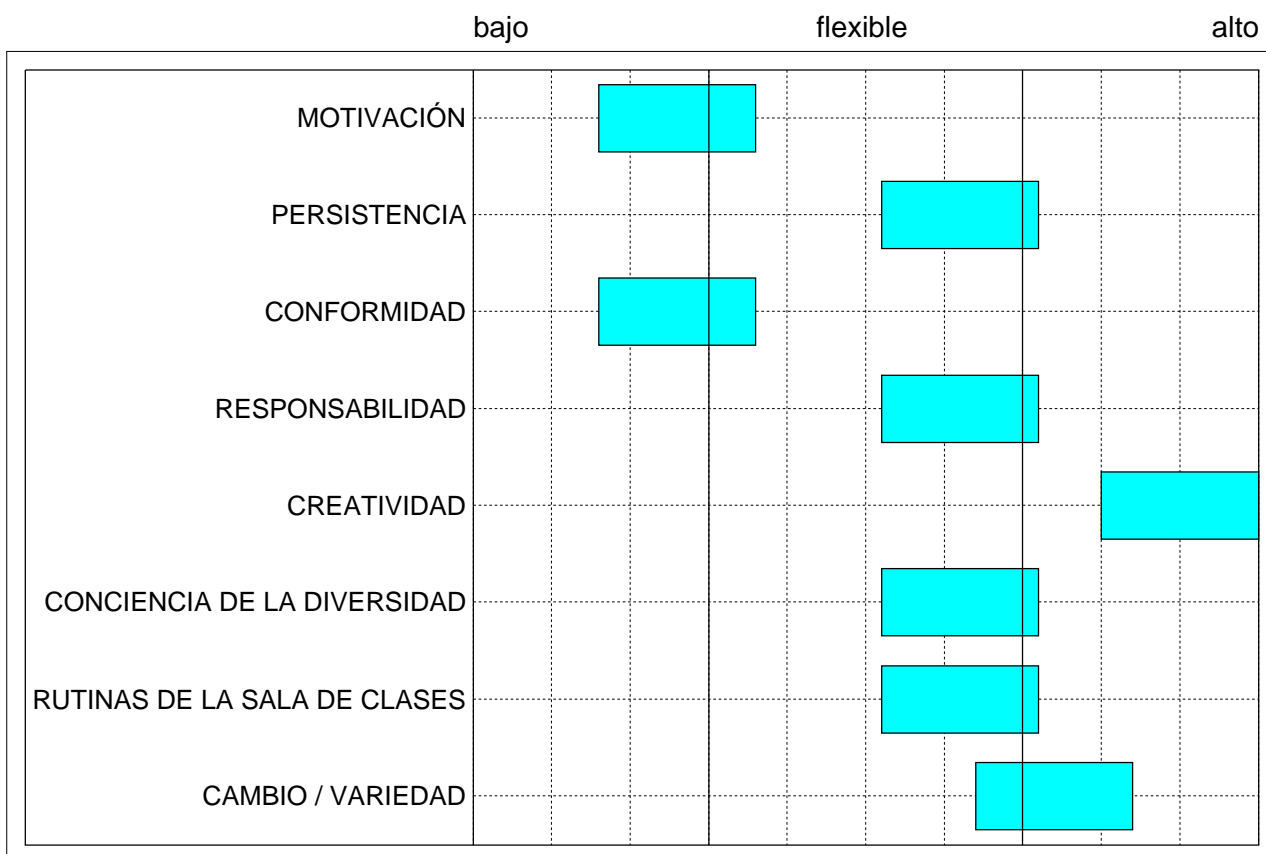 bajo flexible alto
MOTIVACIÓN
PERSISTENCIA
CONFORMIDAD
RESPONSABILIDAD
CREATIVIDAD
CONCIENCIA DE LA DIVERSIDAD
RUTINAS DE LA SALA DE CLASES
CAMBIO / VARIEDAD